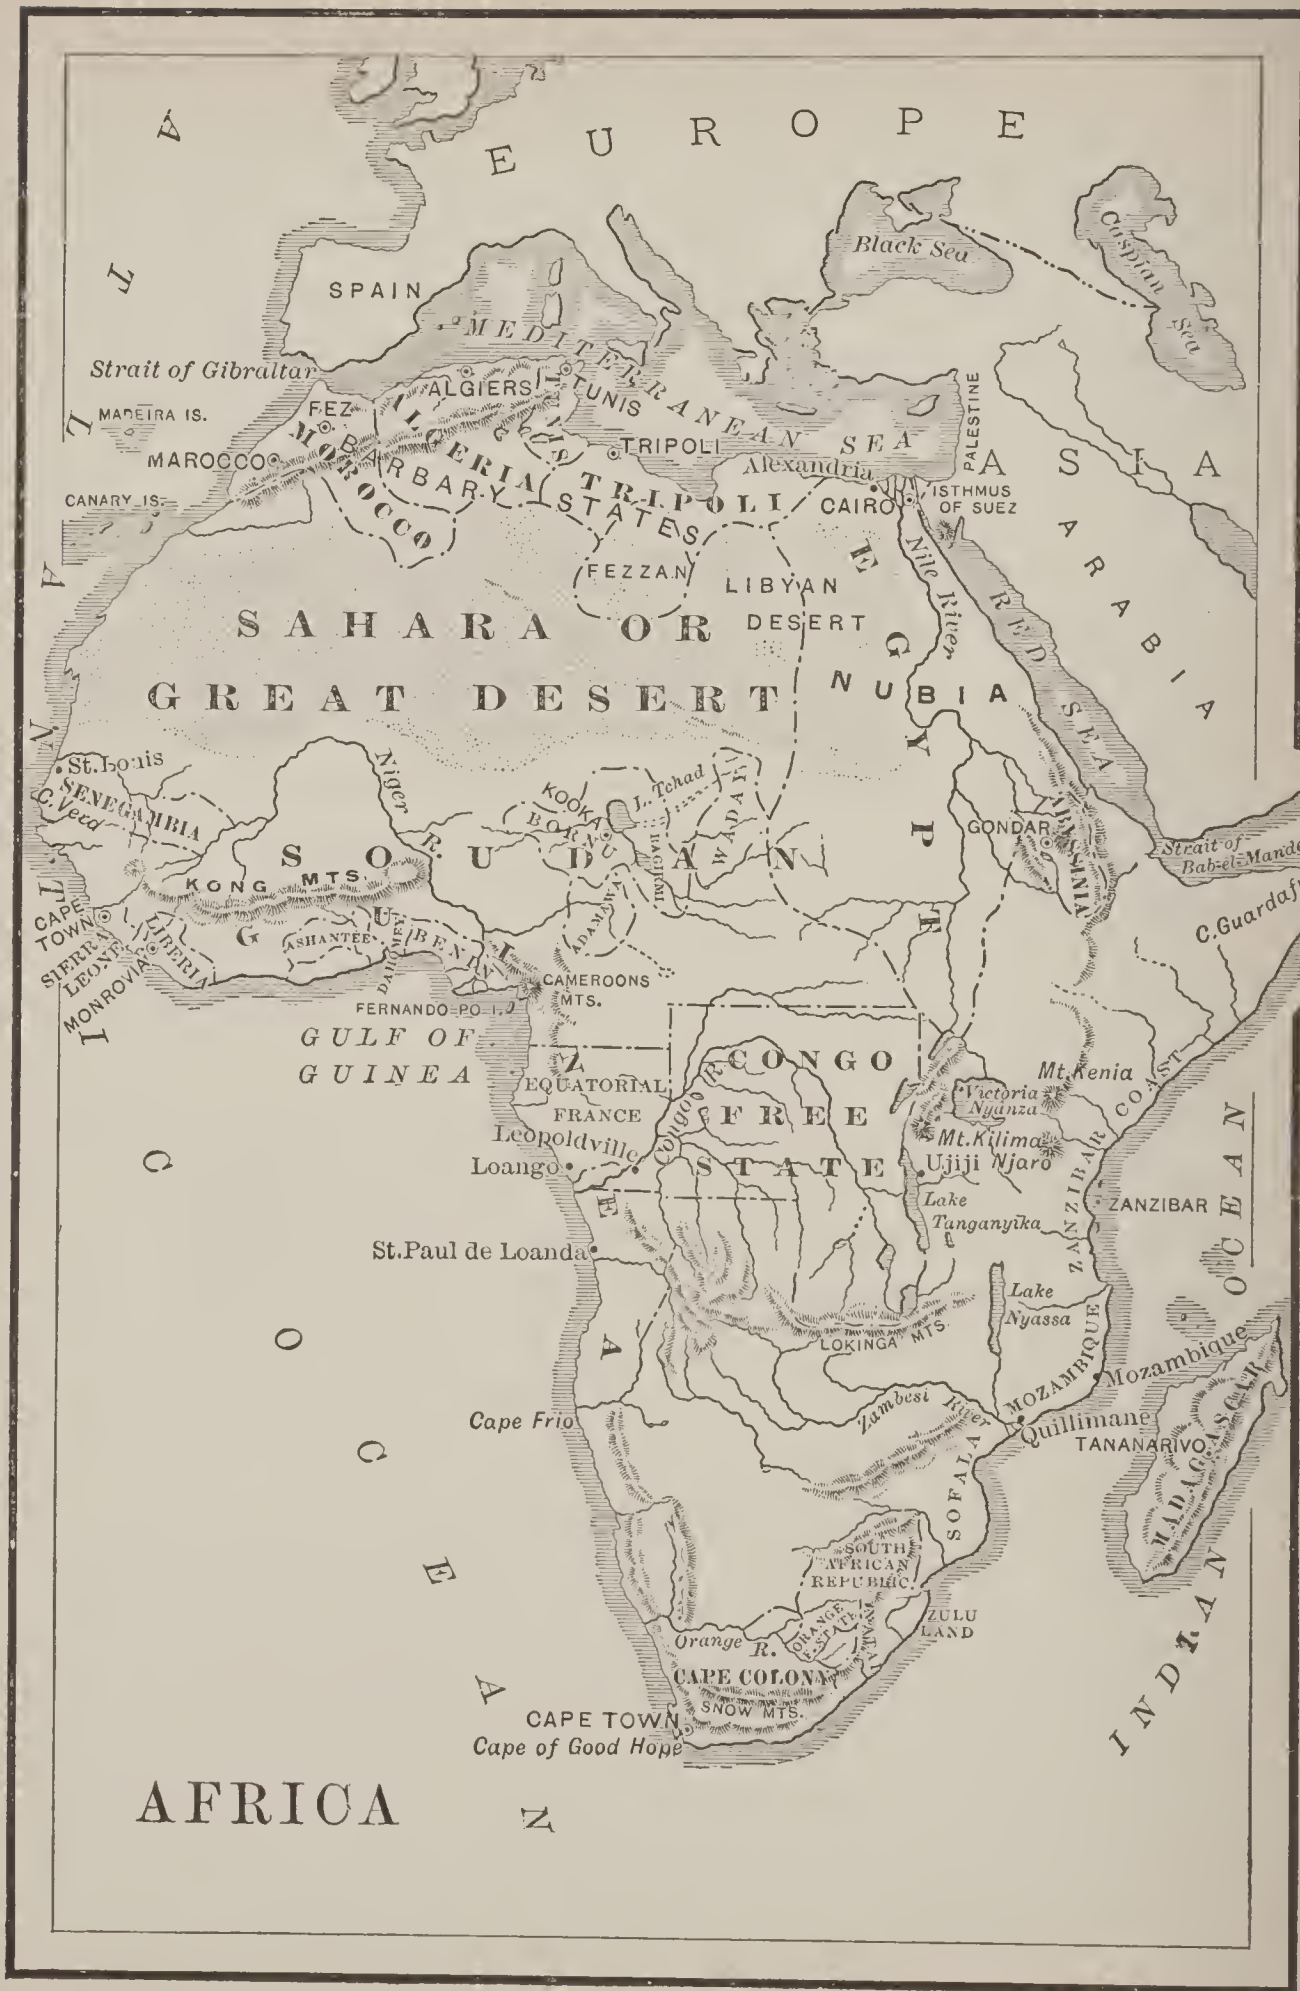 EUROPE
ATLANTIC OCEAN
Black Sea
Caspian Sea
SPAIN
MEDITERRANEAN SEA
Strait of Gibraltar
ALGIERS
TUNIS
TUNIS
PALESTINE
MADEIRA IS.
FEZ
ALGERIA
TRIPOLI
ASIA
MAROCCO
MOROCCO
BARBARY STATES
TRIPOLI
Alexandria
CANARY IS.
CAIRO
ISTHMUS
OF SUEZ
ARABIA
FEZZAN
LIBYAN
DESERT
EGYPT
Nile River
RED SEA
SAHARA OR
GREAT DESERT
NUBIA
St. Louis
SENEGAMBIA
C. Verd
Niger R.
KOOKA
BORNU
L. Tchad
BAGHRMI
WADAY
SOUDAN
GONDAR
ABYSSINIA
Strait of
Bab-el-Mande
C. Guardaf
KONG MTS.
CAPE
TOWN
SIERRA
LEONE
LIBERIA
MONROVIA
GUINEA
ASHANTEE
DAHOMEY
BENIN
ADAMAWA
CAMEROONS
MTS.
FERNANDO PO I.
GULF OF
GUINEA
EQUATORIAL
FRANCE
CONGO
FREE
STATE
Congo R.
Leopoldville
Loango
Mt. Kenia
Victoria
Nyanza
Mt. Kilima
Njaro
Ujiji
Lake
Tanganyika
ZANZIBAR COAST
ZANZIBAR
INDIAN OCEAN
St. Paul de Loanda
Lake
Nyassa
LOKINGA MTS.
MOZAMBIQUE
Mozambique
Zambesi River
Cape Frio
Quillimane
TANANARIVO
MADAGASCAR
SOFALA
SOUTH
AFRICAN
REPUBLIC.
ORANGE
F. STATE
NATAL
ZULU
LAND
Orange R.
CAPE COLONY
SNOW MTS.
CAPE TOWN
Cape of Good Hope
AFRICA